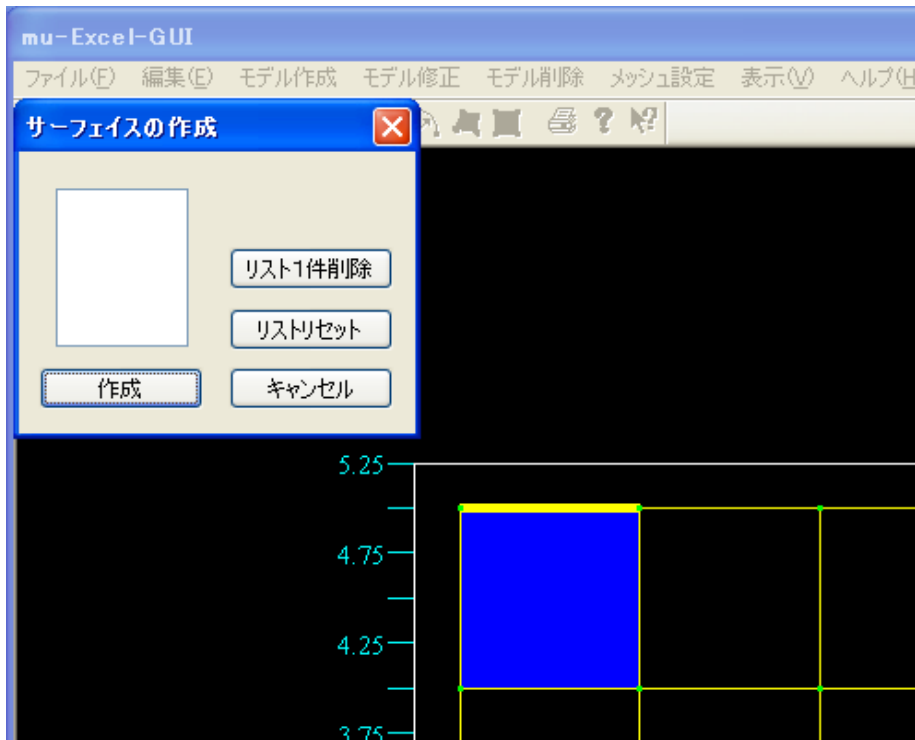 mu-Excel-GUI
ファイル(F) 編集(E) モデル作成 モデル修正 モデル削除 メッシュ設定 表示(V) ヘルプ(H
サーフェイスの作成
リスト1件削除
リストリセット
作成 キャンセル
5.25
4.75
4.25
3.75